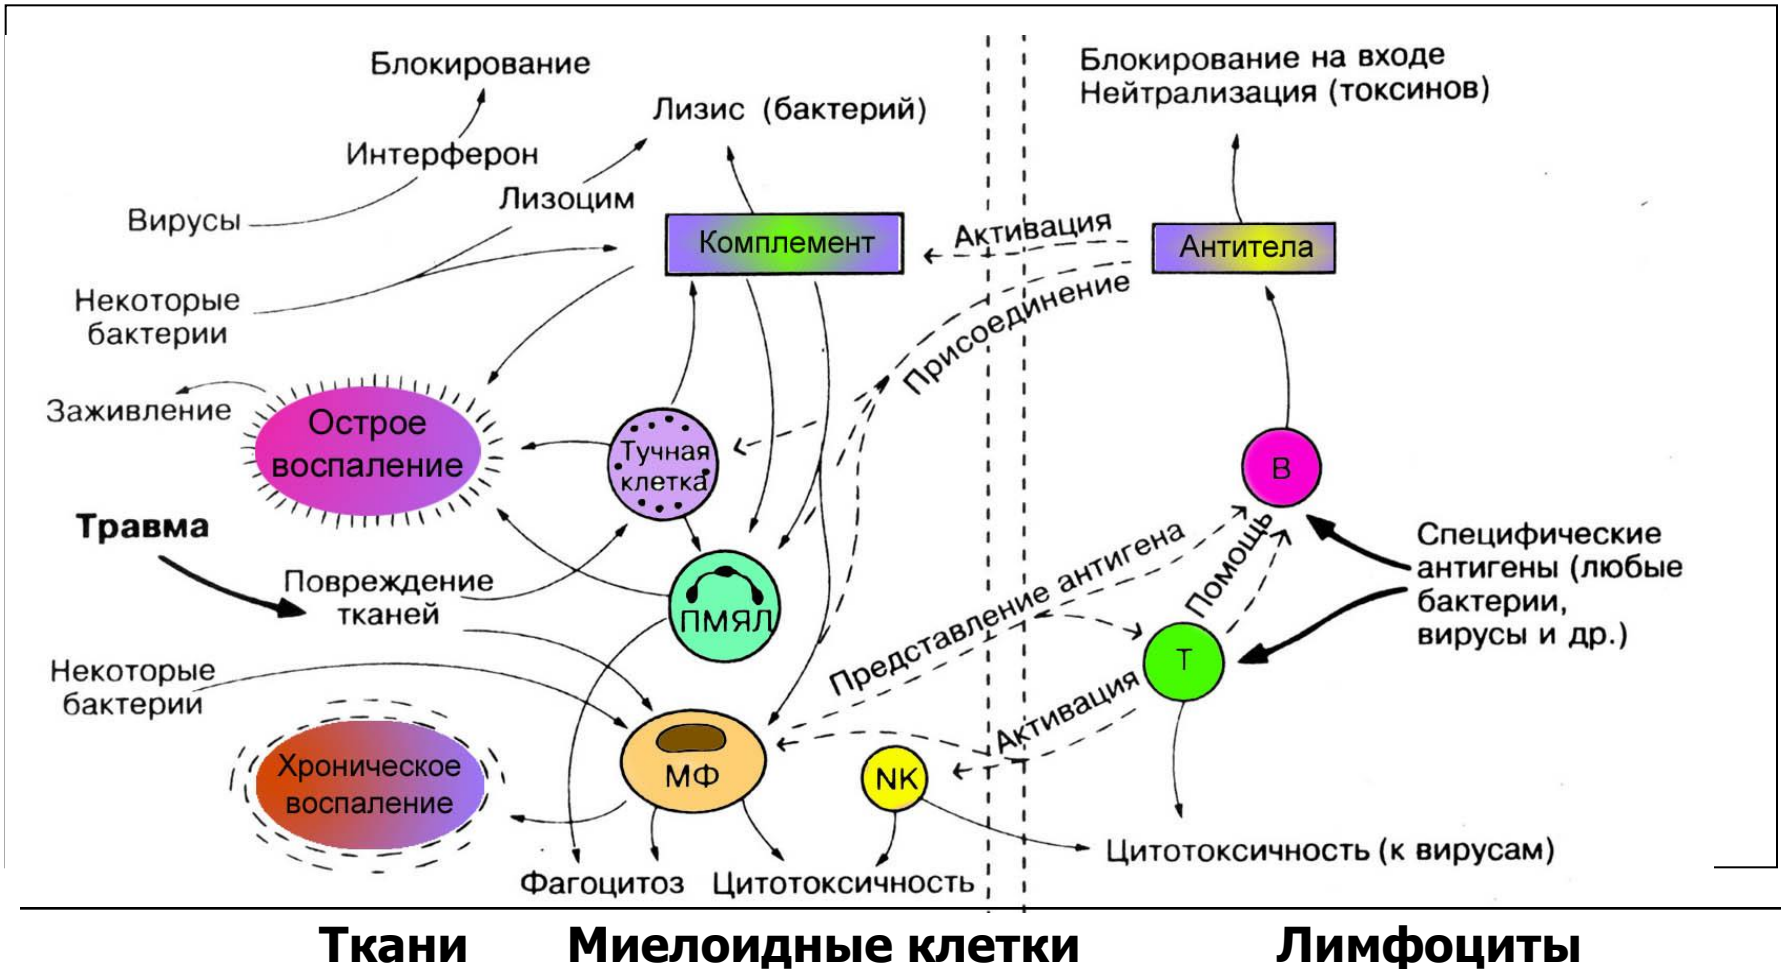 Блокирование
Интерферон
Вирусы
Лизис (бактерий)
Лизоцим
Некоторые
бактерии
Комплемент
Активация
Присоединение
Блокирование на входе
Нейтрализация (токсинов)
Антитела
Заживление
Острое
воспаление
Тучная
клетка
Травма
Повреждение
тканей
ПМЯЛ
Некоторые
бактерии
Хроническое
воспаление
МФ
NK
Представление антигена
Помощь
Активация
В
Т
Специфические
антигены (любые
бактерии,
вирусы и др.)
Фагоцитоз
Цитотоксичность
Цитотоксичность (к вирусам)
Ткани
Миелоидные клетки
Лимфоциты